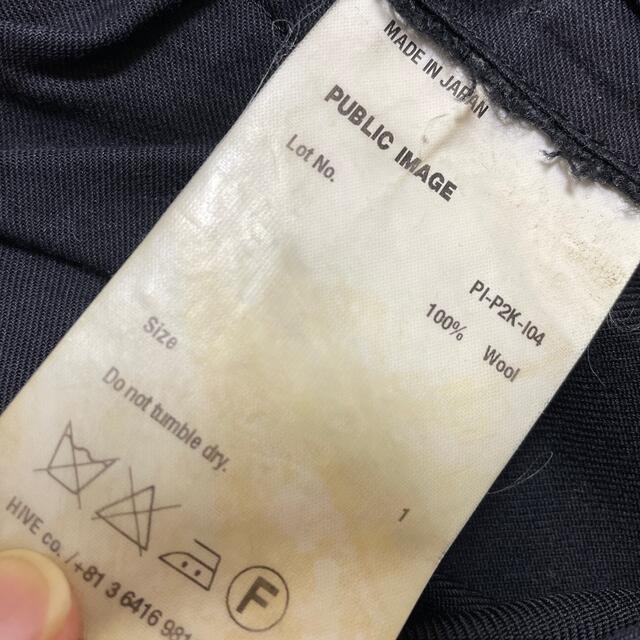 MADE IN JAPAN
PUBLIC IMAGE
Lot No. PI-P2K-I04
100% Wool
Size 1
Do not tumble dry.
F
HIVE co. /+81 3 6416 981